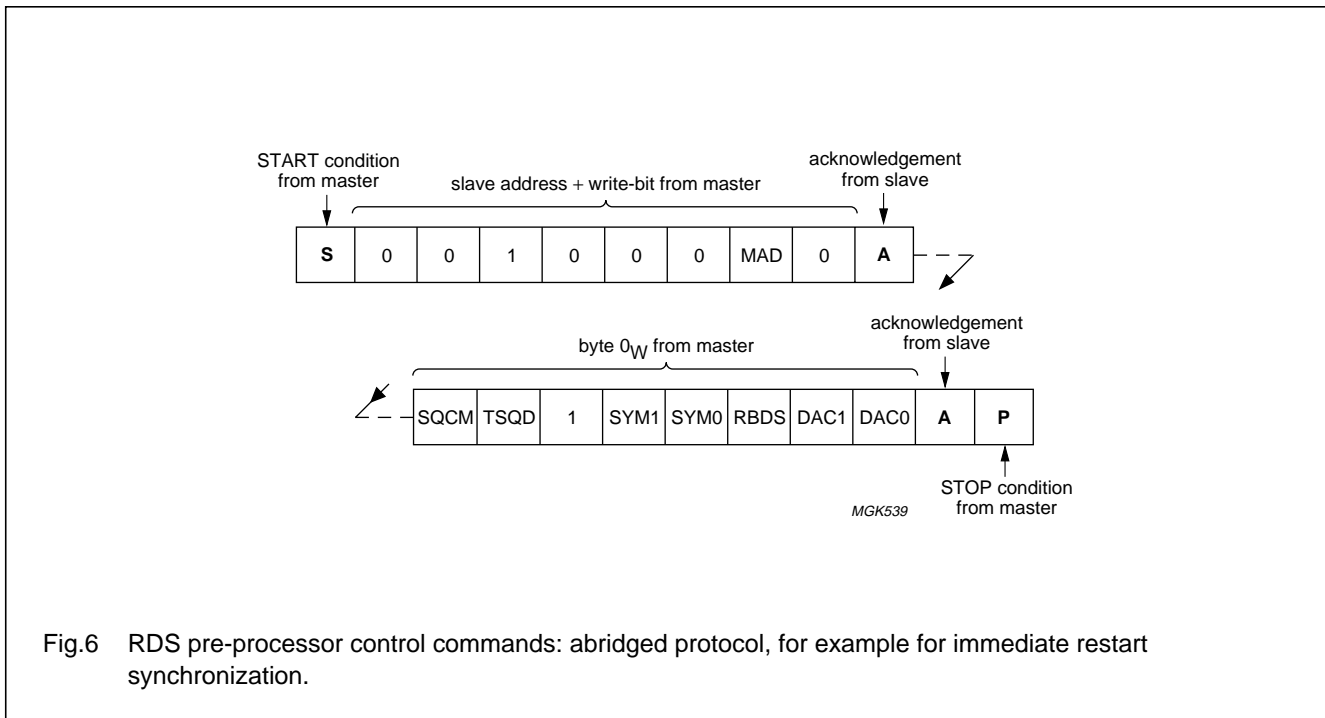 START condition
from master
slave address + write-bit from master
acknowledgement
from slave
S 0 0 1 0 0 0 MAD 0 A
acknowledgement
from slave
byte 0W from master
SQCM TSQD 1 SYM1 SYM0 RBDS DAC1 DAC0 A P
STOP condition
from master
MGK539
Fig.6 RDS pre-processor control commands: abridged protocol, for example for immediate restart
synchronization.